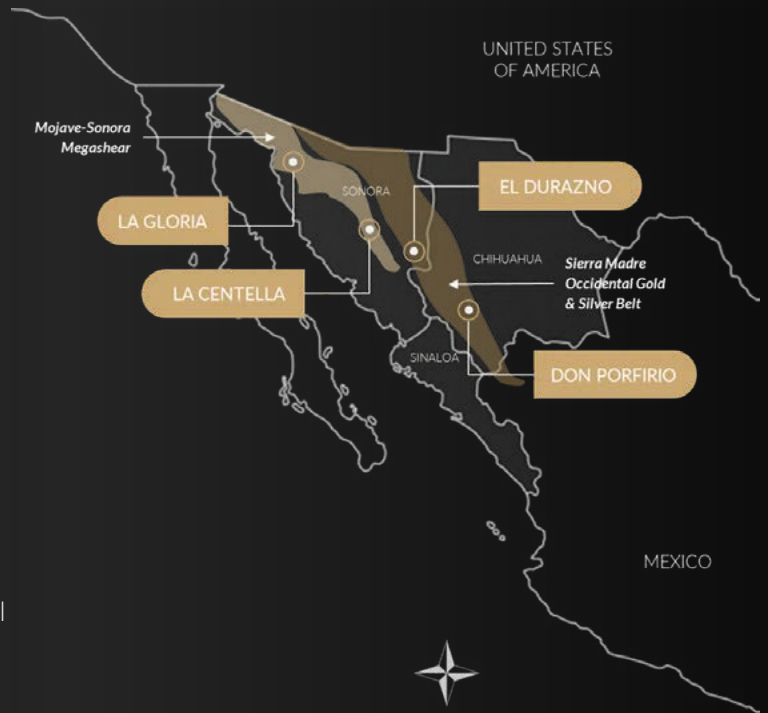 UNITED STATES
OF AMERICA
Mojave-Sonora
Megashear
EL DURAZNO
SONORA
LA GLORIA
CHIHUAHUA
Sierra Madre
Occidental Gold
& Silver Belt
LA CENTELLA
SINALOA
DON PORFIRIO
MEXICO